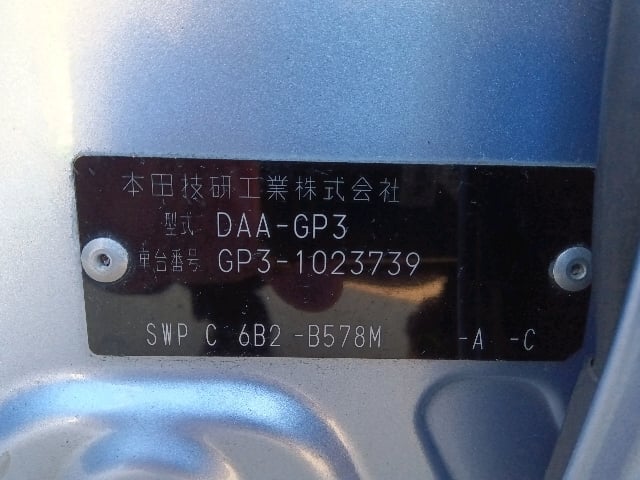 本田技研工業株式会社
型式 DAA-GP3
車台番号 GP3-1023739
SWP C 6B2 -B578M -A -C